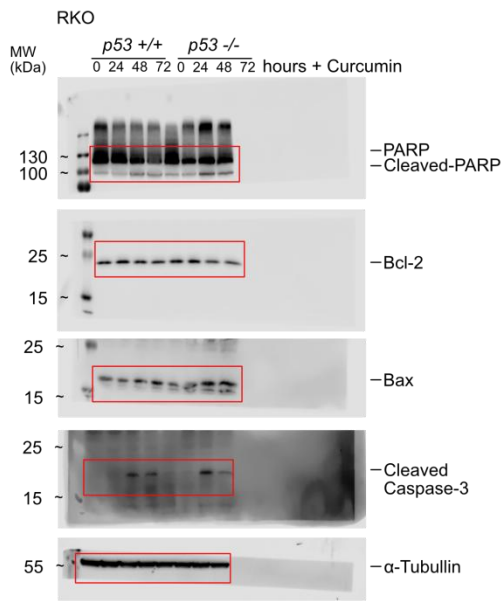 RKO
p53 +/+ p53 -/-
MW
(kDa)
0 24 48 72 0 24 48 72 hours + Curcumin
130 ~
100 ~
PARP
Cleaved-PARP
25 ~
15 ~
Bcl-2
25 ~
15 ~
Bax
25 ~
15 ~
Cleaved
Caspase-3
55 ~
α-Tubullin